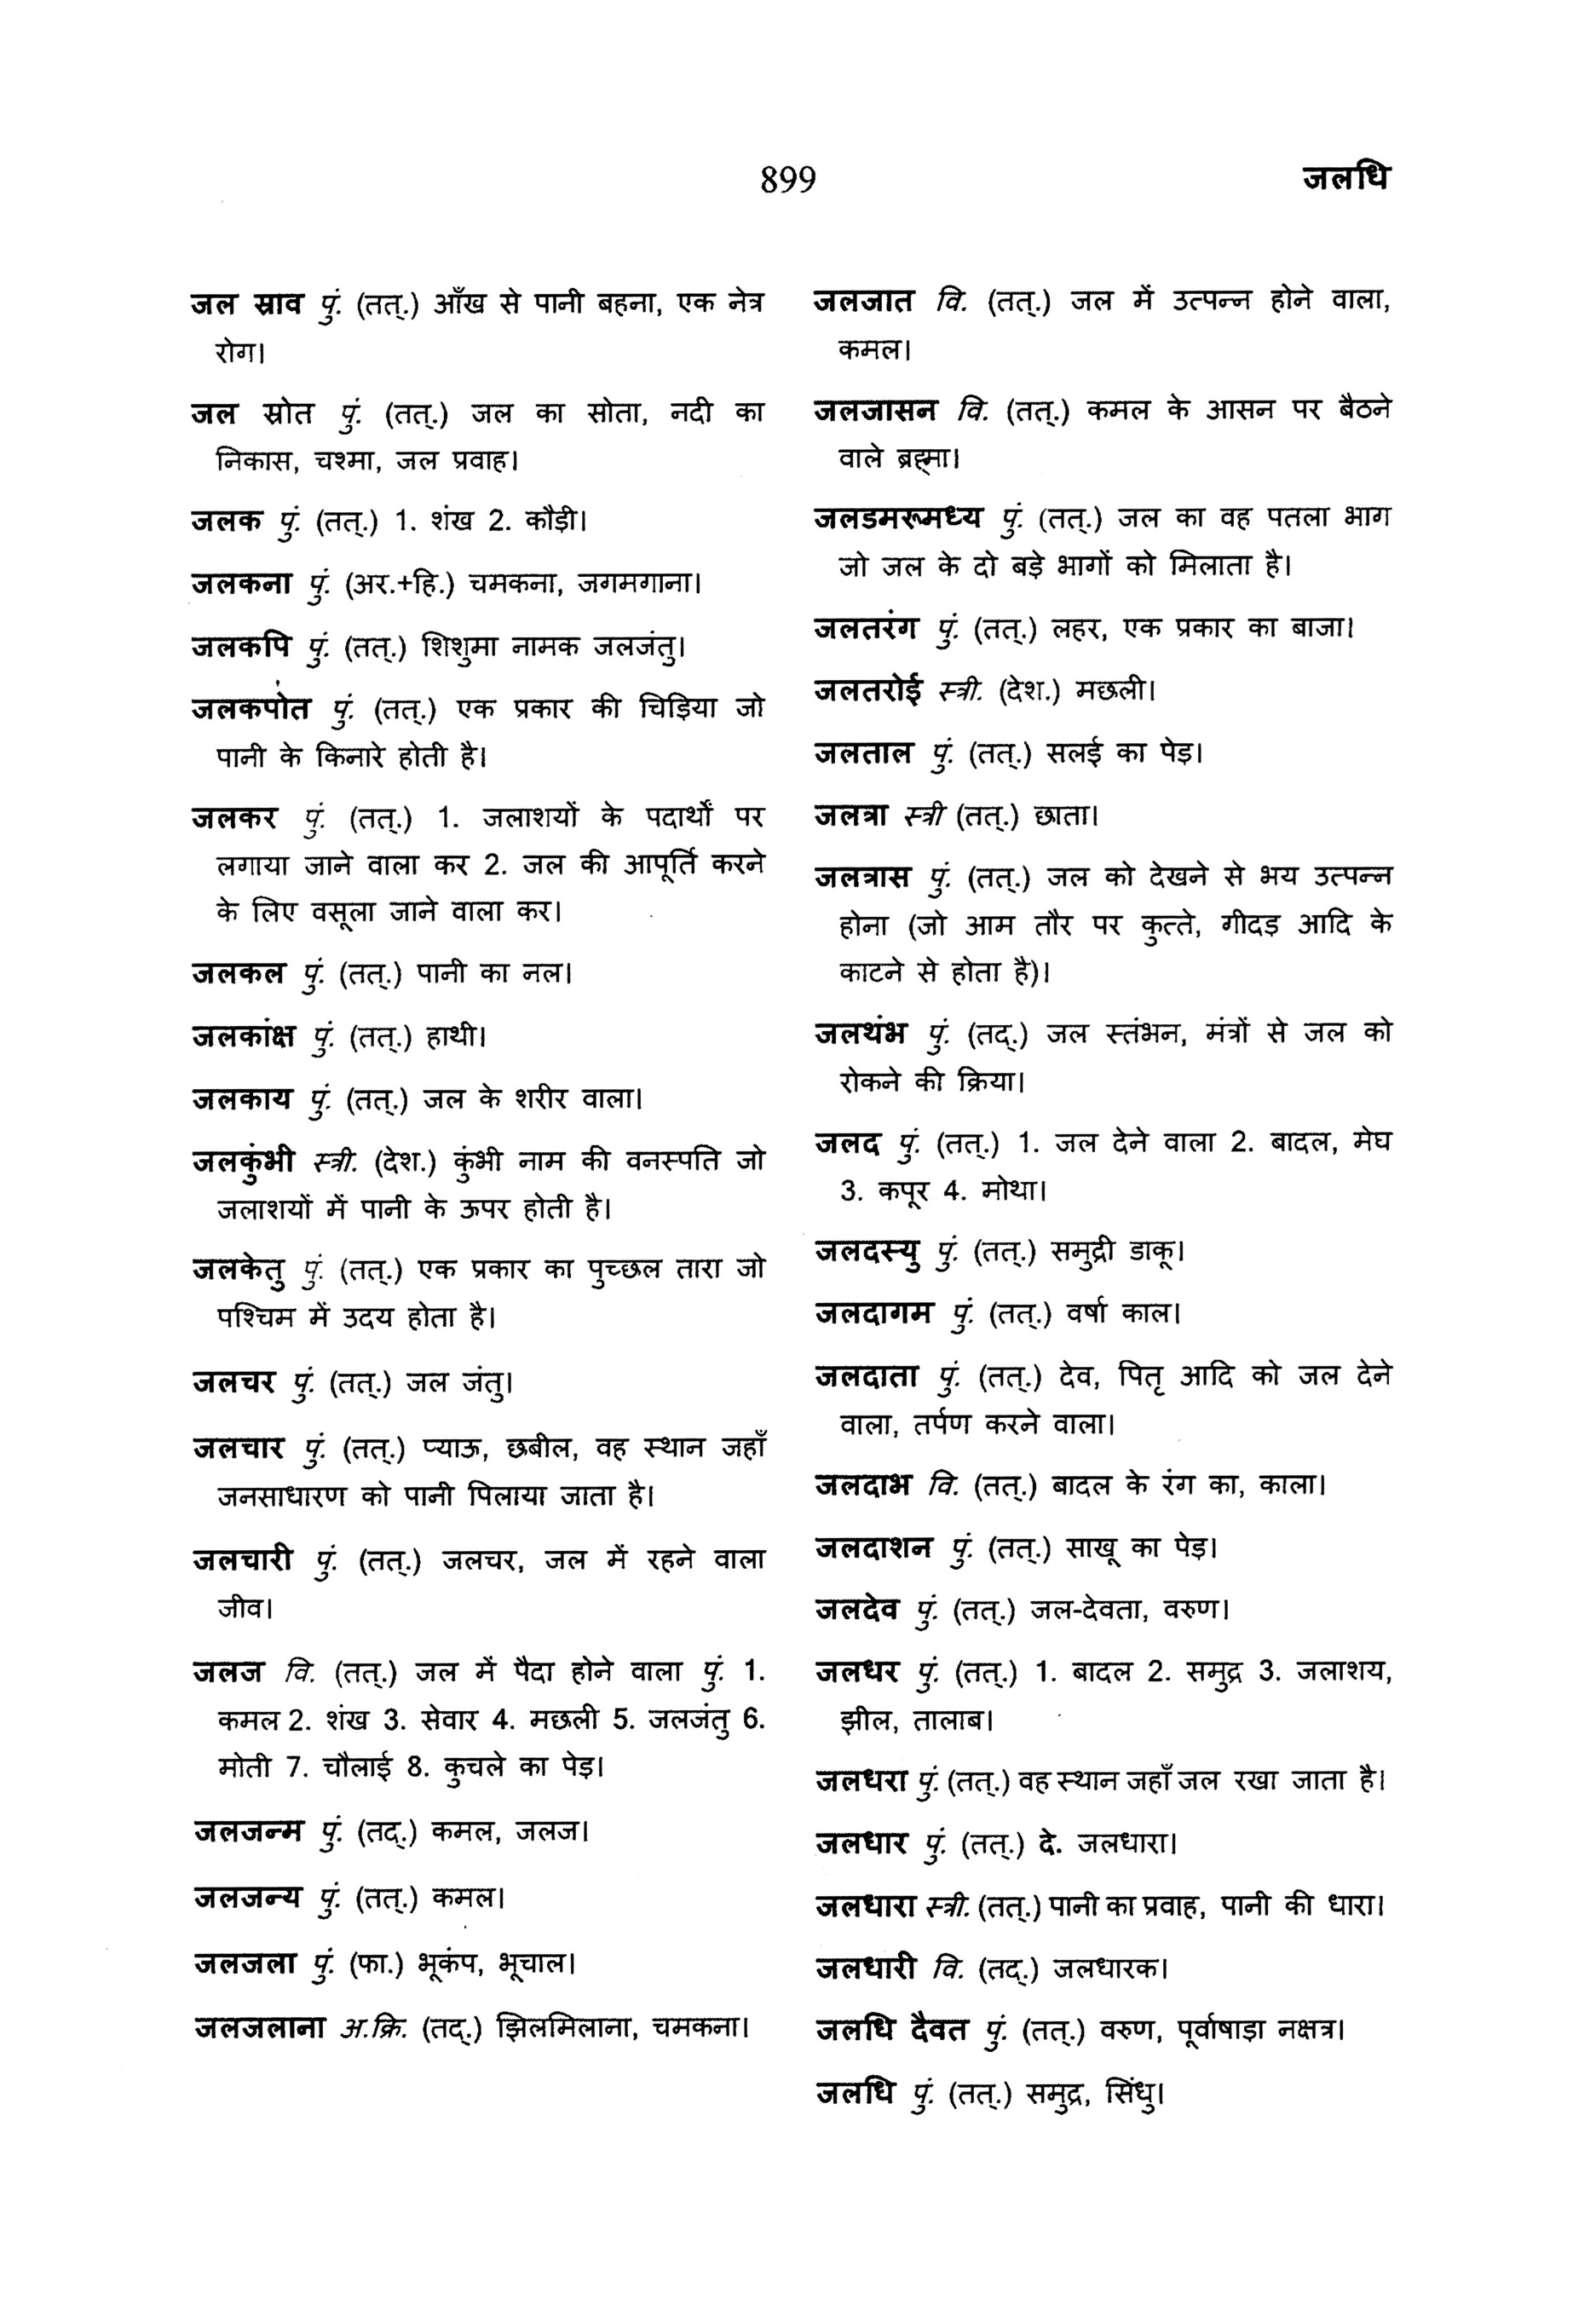 899
जलधि
जल स्राव पुं. (तत्.) आँख से पानी बहना, एक नेत्र
रोग।
जल स्रोत पुं. (तत्.) जल का सोता, नदी का
निकास, चश्मा, जल प्रवाह।
जलक पुं. (तत्.) 1. शंख 2. कौड़ी।
जलकना पुं. (अर.+हि.) चमकना, जगमगाना।
जलकपि पुं. (तत्.) शिशुमा नामक जलजंतु।
जलकपोत पुं. (तत्.) एक प्रकार की चिड़िया जो
पानी के किनारे होती है।
जलकर पुं. (तत्.) 1. जलाशयों के पदार्थों पर
लगाया जाने वाला कर 2. जल की आपूर्ति करने
के लिए वसूला जाने वाला कर।
जलकल पुं. (तत्.) पानी का नल।
जलकांक्ष पुं. (तत्.) हाथी।
जलकाय पुं. (तत्.) जल के शरीर वाला।
जलकुंभी स्त्री. (देश.) कुंभी नाम की वनस्पति जो
जलाशयों में पानी के ऊपर होती है।
जलकेतु पुं. (तत्.) एक प्रकार का पुच्छल तारा जो
पश्चिम में उदय होता है।
जलचर पुं. (तत्.) जल जंतु।
जलचार पुं. (तत्.) प्याऊ, छबील, वह स्थान जहाँ
जनसाधारण को पानी पिलाया जाता है।
जलचारी पुं. (तत्.) जलचर, जल में रहने वाला
जीव।
जलज वि. (तत्.) जल में पैदा होने वाला पुं. 1.
कमल 2. शंख 3. सेवार 4. मछली 5. जलजंतु 6.
मोती 7. चौलाई 8. कुचले का पेड़।
जलजन्म पुं. (तद्.) कमल, जलज।
जलजन्य पुं. (तत्.) कमल।
जलजला पुं. (फा.) भूकंप, भूचाल।
जलजलाना अ.क्रि. (तद्.) झिलमिलाना, चमकना।
जलजात वि. (तत्.) जल में उत्पन्न होने वाला,
कमल।
जलजासन वि. (तत्.) कमल के आसन पर बैठने
वाले ब्रह्मा।
जलडमरूमध्य पुं. (तत्.) जल का वह पतला भाग
जो जल के दो बड़े भागों को मिलाता है।
जलतरंग पुं. (तत्.) लहर, एक प्रकार का बाजा।
जलतरोई स्त्री. (देश.) मछली।
जलताल पुं. (तत्.) सलई का पेड़।
जलत्रा स्त्री (तत्.) छाता।
जलत्रास पुं. (तत्.) जल को देखने से भय उत्पन्न
होना (जो आम तौर पर कुत्ते, गीदड़ आदि के
काटने से होता है)।
जलथंभ पुं. (तद्.) जल स्तंभन, मंत्रों से जल को
रोकने की क्रिया।
जलद पुं. (तत्.) 1. जल देने वाला 2. बादल, मेघ
3. कपूर 4. मोथा।
जलदस्यु पुं. (तत्.) समुद्री डाकू।
जलदागम पुं. (तत्.) वर्षा काल।
जलदाता पुं. (तत्.) देव, पितृ आदि को जल देने
वाला, तर्पण करने वाला।
जलदाभ वि. (तत्.) बादल के रंग का, काला।
जलदाशन पुं. (तत्.) साखू का पेड़।
जलदेव पुं. (तत्.) जल-देवता, वरुण।
जलधर पुं. (तत्.) 1. बादल 2. समुद्र 3. जलाशय,
झील, तालाब।
जलधरा पुं. (तत्.) वह स्थान जहाँ जल रखा जाता है।
जलधार पुं. (तत्.) दे. जलधारा।
जलधारा स्त्री. (तत्.) पानी का प्रवाह, पानी की धारा।
जलधारी वि. (तद्.) जलधारक।
जलधि दैवत पुं. (तत्.) वरुण, पूर्वाषाड़ा नक्षत्र।
जलधि पुं. (तत्.) समुद्र, सिंधु।